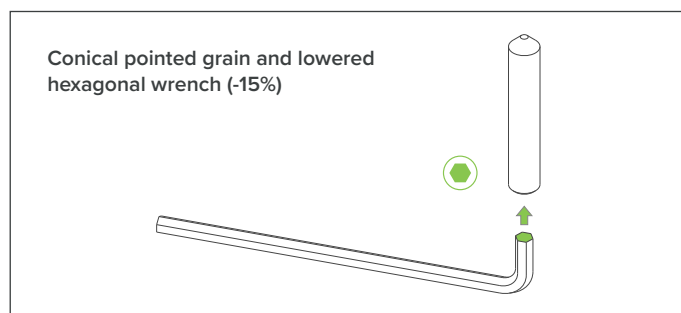 Conical pointed grain and lowered
hexagonal wrench (-15%)